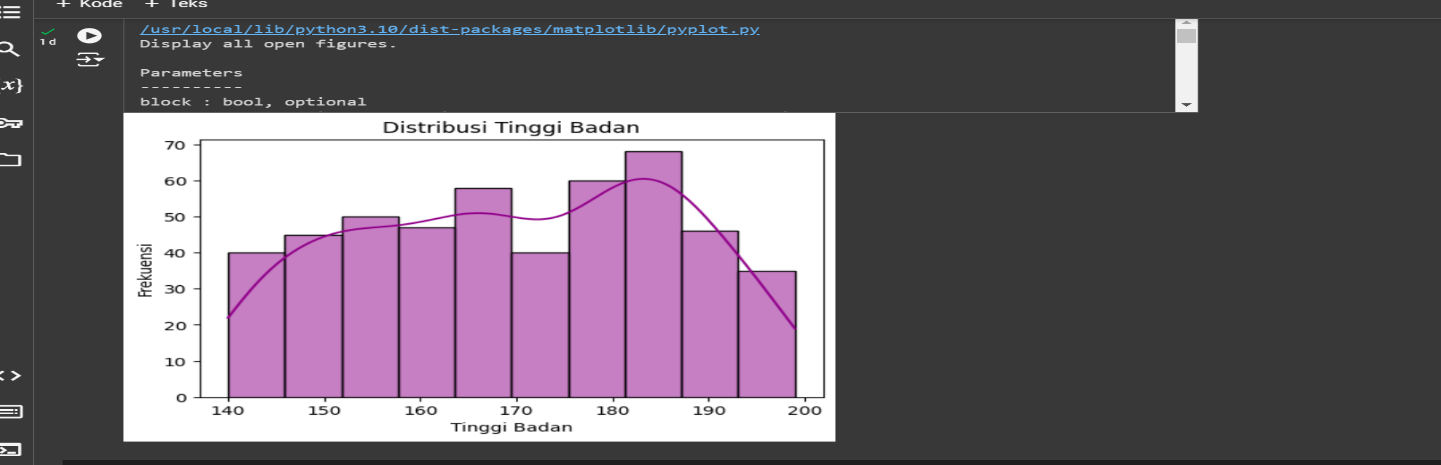 + Kode + Teks
1d
/usr/local/lib/python3.10/dist-packages/matplotlib/pyplot.py
Display all open figures.
Parameters
----------
block : bool, optional
Distribusi Tinggi Badan
70
60
50
40
30
20
10
0
Frekuensi
140 150 160 170 180 190 200
Tinggi Badan